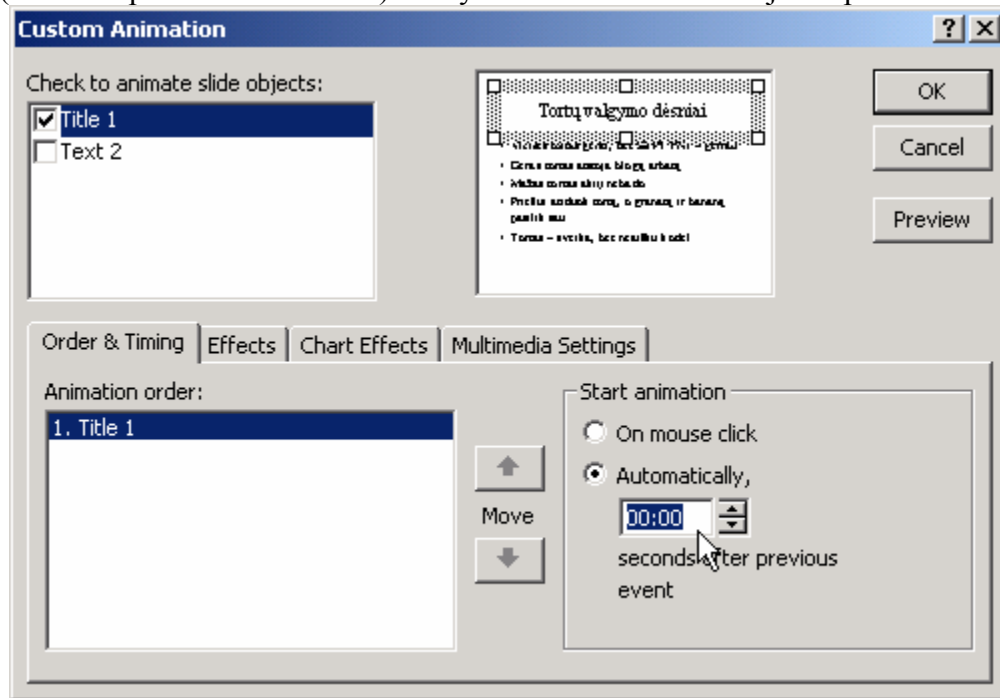 Custom Animation
Check to animate slide objects:
Title 1
Text 2
Tortų valgymo dėsniai
OK
Cancel
Preview
Order & Timing Effects Chart Effects Multimedia Settings
Animation order:
1. Title 1
Move
Start animation
On mouse click
Automatically,
00:00
seconds after previous
event